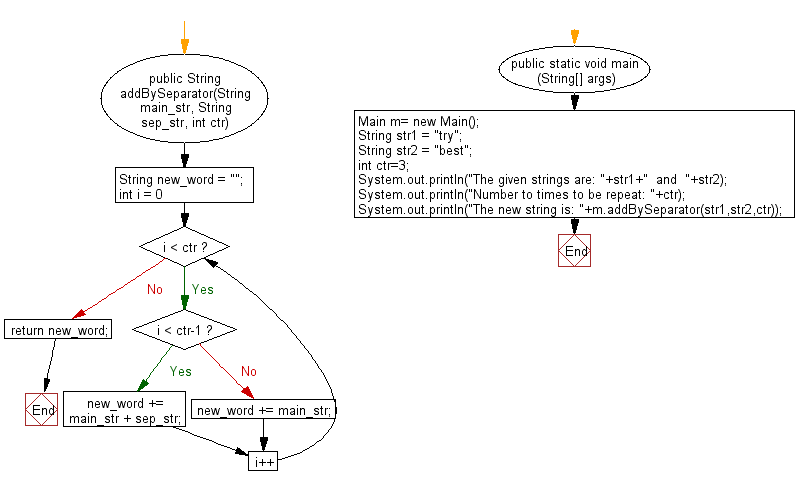 public String
addBySeparator(String
main_str, String
sep_str, int ctr)
String new_word = "";
int i = 0
i < ctr ?
No
Yes
return new_word;
i < ctr-1 ?
Yes
No
End
new_word +=
main_str + sep_str;
new_word += main_str;
i++
public static void main
(String[] args)
Main m= new Main();
String str1 = "try";
String str2 = "best";
int ctr=3;
System.out.println("The given strings are: "+str1+"  and  "+str2);
System.out.println("Number to times to be repeat: "+ctr);
System.out.println("The new string is: "+m.addBySeparator(str1,str2,ctr));
End